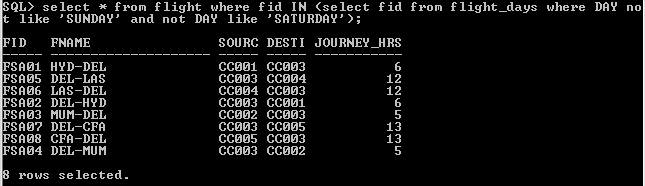 SQL> select * from flight where fid IN (select fid from flight_days where DAY no
t like 'SUNDAY' and not DAY like 'SATURDAY');
FID FNAME SOURC DESTI JOURNEY_HRS
----- -------------------- ----- ----- -----------
FSA01 HYD-DEL CC001 CC003 6
FSA05 DEL-LAS CC003 CC004 12
FSA06 LAS-DEL CC004 CC003 12
FSA02 DEL-HYD CC003 CC001 6
FSA03 MUM-DEL CC002 CC003 5
FSA07 DEL-CFA CC003 CC005 13
FSA08 CFA-DEL CC005 CC003 13
FSA04 DEL-MUM CC003 CC002 5
8 rows selected.